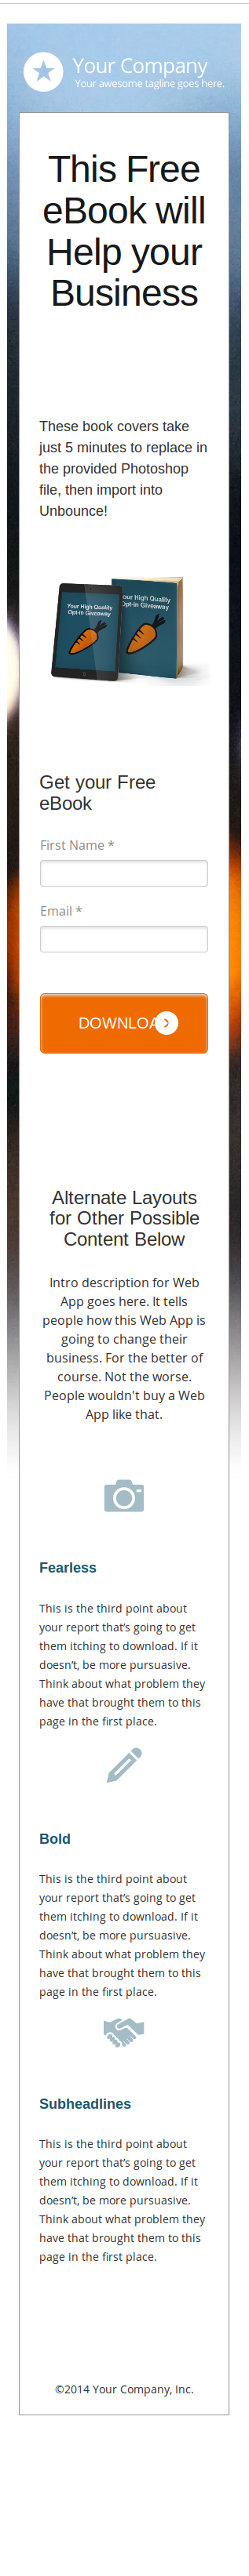 Your Company
Your awesome tagline goes here.
This Free
eBook will
Help your
Business
These book covers take
just 5 minutes to replace in
the provided Photoshop
file, then import into
Unbounce!
Your High Quality
Opt-in Giveaway
Your High Quality
Opt-in Giveaway
Get your Free
eBook
First Name *
Email *
DOWNLOA
Alternate Layouts
for Other Possible
Content Below
Intro description for Web
App goes here. It tells
people how this Web App is
going to change their
business. For the better of
course. Not the worse.
People wouldn't buy a Web
App like that.
Fearless
This is the third point about
your report that’s going to get
them itching to download. If it
doesn’t, be more pursuasive.
Think about what problem they
have that brought them to this
page in the first place.
Bold
This is the third point about
your report that’s going to get
them itching to download. If it
doesn’t, be more pursuasive.
Think about what problem they
have that brought them to this
page in the first place.
Subheadlines
This is the third point about
your report that’s going to get
them itching to download. If it
doesn’t, be more pursuasive.
Think about what problem they
have that brought them to this
page in the first place.
©2014 Your Company, Inc.